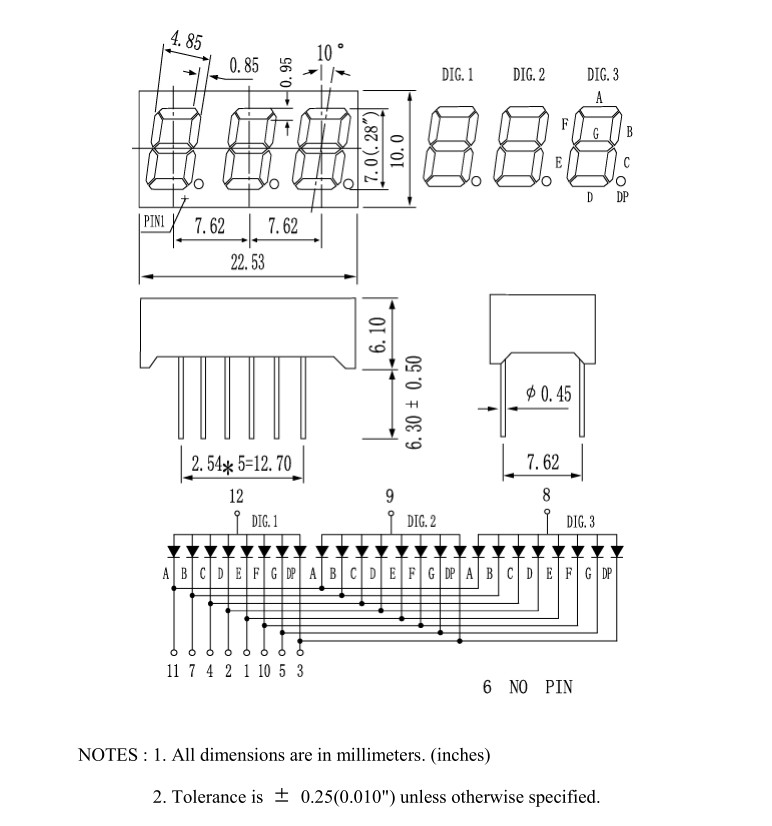 4.85
0.85
0.95
10°
DIG.1 DIG.2 DIG.3
A
F G B
E C
D DP
7.0(.28")
10.0
PIN1
7.62 7.62
22.53
6.10
6.30 ± 0.50
ϕ 0.45
2.54* 5=12.70
7.62
12 9 8
DIG.1 DIG.2 DIG.3
A B C D E F G DP A B C D E F G DP A B C D E F G DP
11 7 4 2 1 10 5 3
6 NO PIN
NOTES : 1. All dimensions are in millimeters. (inches)
2. Tolerance is ± 0.25(0.010") unless otherwise specified.